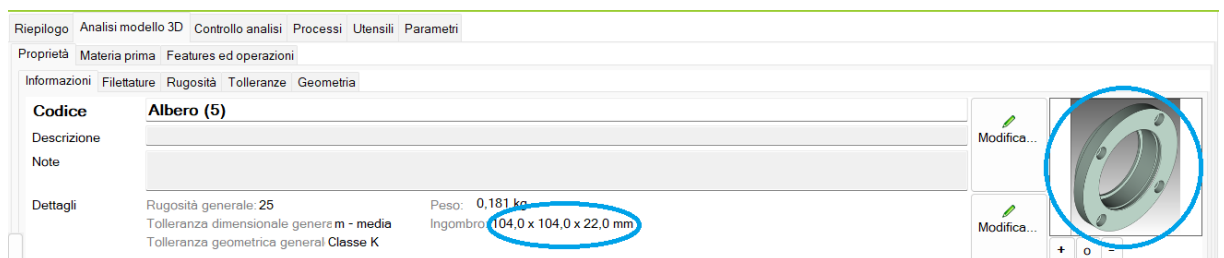 Riepilogo Analisi modello 3D Controllo analisi Processi Utensili Parametri
Proprietà Materia prima Features ed operazioni
Informazioni Filettature Rugosità Tolleranze Geometria
Codice Albero (5)
Descrizione Modifica...
Note
Dettagli Rugosità generale: 25 Peso: 0,181 kg
Tolleranza dimensionale genera m - media Ingombro: 104,0 x 104,0 x 22,0 mm Modifica...
Tolleranza geometrica general Classe K
+ o -